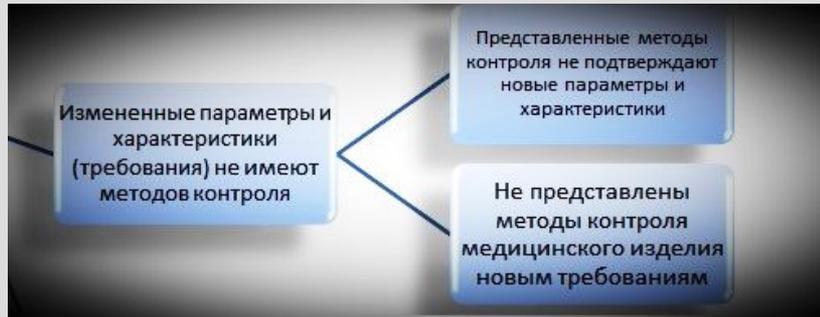 Измененные параметры и
характеристики
(требования) не имеют
методов контроля
Представленные методы
контроля не подтверждают
новые параметры и
характеристики
Не представлены
методы контроля
медицинского изделия
новым требованиям